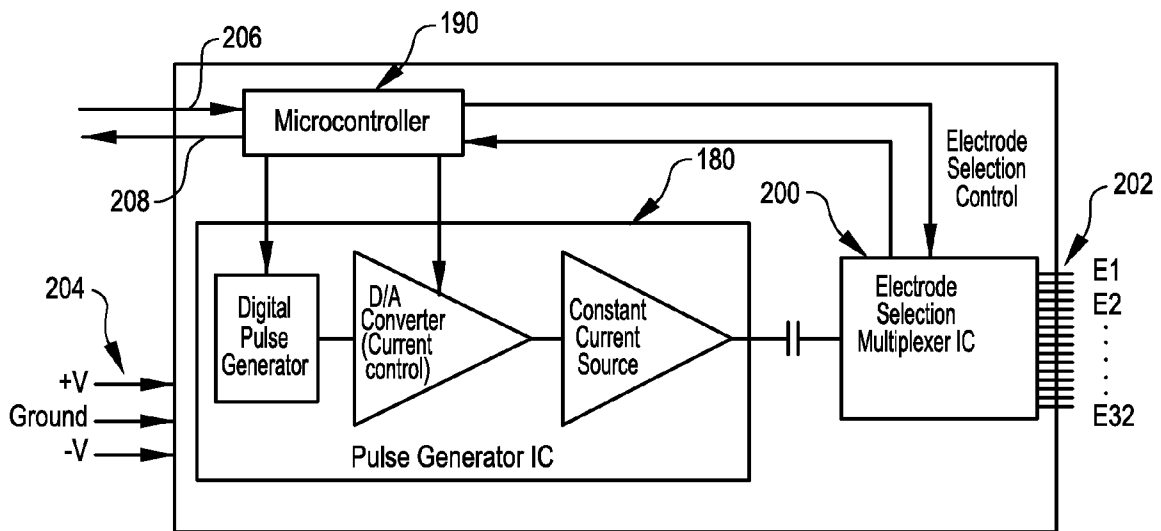 206
190
Microcontroller
208
180
Electrode
Selection
Control
200
202
204
+V
Ground
-V
Digital
Pulse
Generator
D/A
Converter
(Current
control)
Constant
Current
Source
Pulse Generator IC
Electrode
Selection
Multiplexer IC
E1
E2
E32